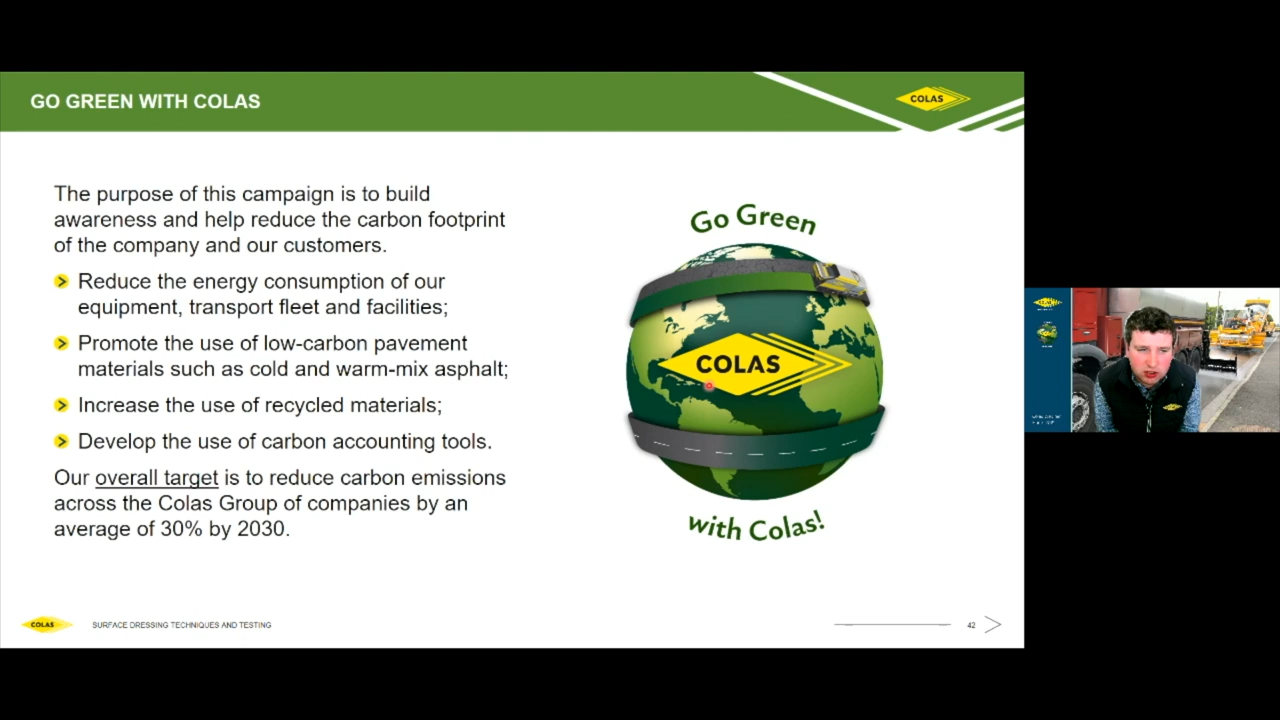 GO GREEN WITH COLAS
COLAS
The purpose of this campaign is to build
awareness and help reduce the carbon footprint
of the company and our customers.
Reduce the energy consumption of our
equipment, transport fleet and facilities;
Promote the use of low-carbon pavement
materials such as cold and warm-mix asphalt;
Increase the use of recycled materials;
Develop the use of carbon accounting tools.
Our overall target is to reduce carbon emissions
across the Colas Group of companies by an
average of 30% by 2030.
Go Green
COLAS
with Colas!
COLAS
SURFACE DRESSING TECHNIQUES AND TESTING
42